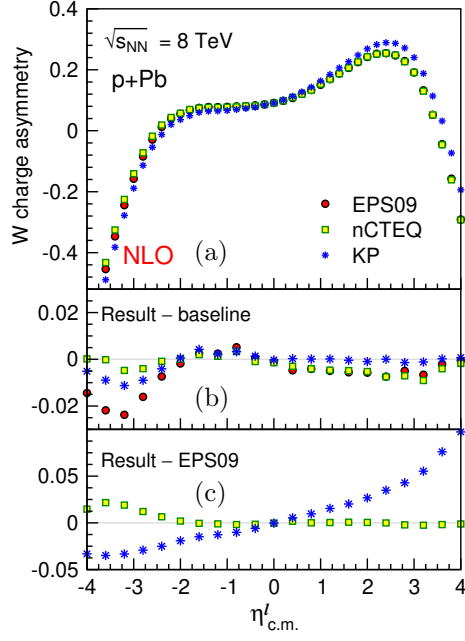 √s_NN = 8 TeV
p+Pb
W charge asymmetry
0.4
0.2
0
-0.2
-0.4
EPS09
nCTEQ
KP
NLO
(a)
Result – baseline
0.02
0
-0.02
(b)
Result – EPS09
0.05
0
-0.05
(c)
-4 -3 -2 -1 0 1 2 3 4
η^l_c.m.